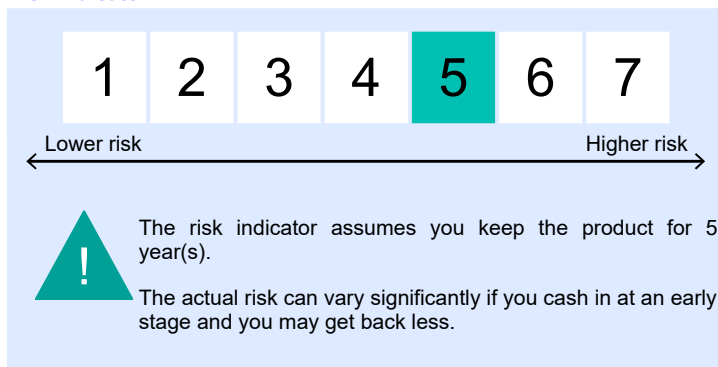 1 2 3 4 5 6 7
Lower risk Higher risk
The risk indicator assumes you keep the product for 5
year(s).
!
The actual risk can vary significantly if you cash in at an early
stage and you may get back less.